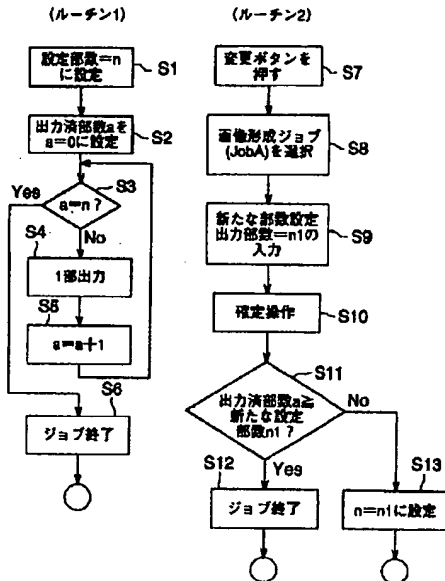 (ルーチン1)
設定部数=n
に設定
S1
出力済部数aを
a=0に設定
S2
S3
Yes
a=n?
No
S4
1部出力
S5
a=a+1
S6
ジョブ終了
(ルーチン2)
変更ボタンを
押す
S7
画像形成ジョブ
(JobA)を選択
S8
新たな部数設定
出力部数=n1の
入力
S9
確定操作
S10
S11
出力済部数a≧
新たな設定
部数n1?
No
Yes
S12
ジョブ終了
S13
n=n1に設定